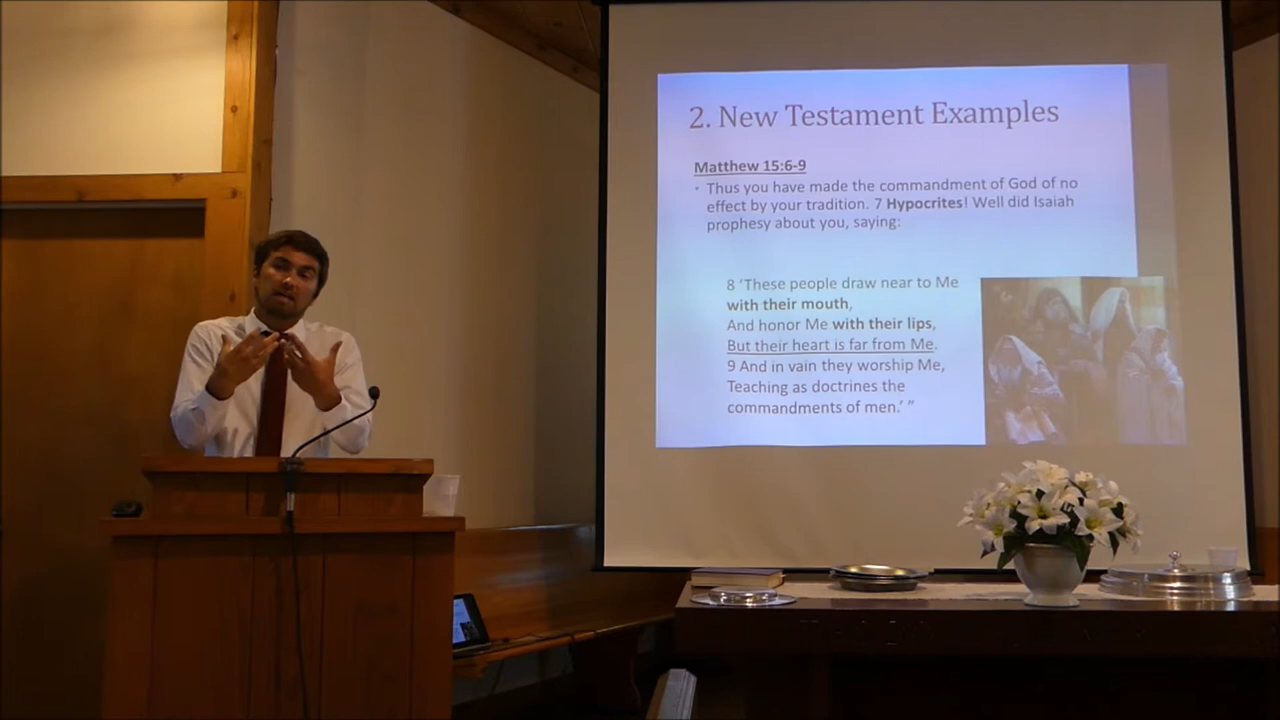 2. New Testament Examples
Matthew 15:6-9
• Thus you have made the commandment of God of no
effect by your tradition. 7 Hypocrites! Well did Isaiah
prophesy about you, saying:
8 ‘These people draw near to Me
with their mouth,
And honor Me with their lips,
But their heart is far from Me.
9 And in vain they worship Me,
Teaching as doctrines the
commandments of men.’ ”